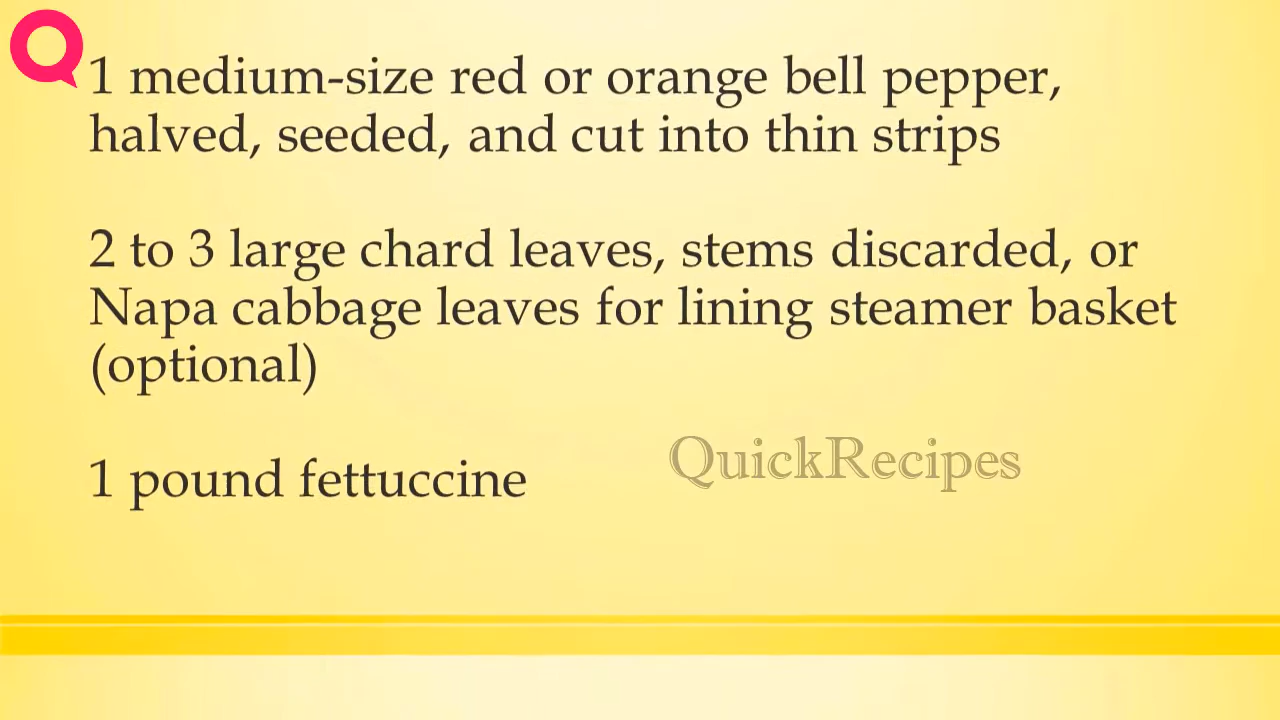 1 medium-size red or orange bell pepper,
halved, seeded, and cut into thin strips
2 to 3 large chard leaves, stems discarded, or
Napa cabbage leaves for lining steamer basket
(optional)
1 pound fettuccine
QuickRecipes